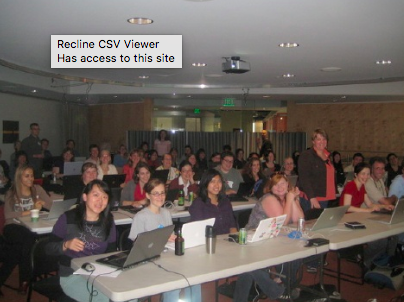 Recline CSV Viewer
Has access to this site